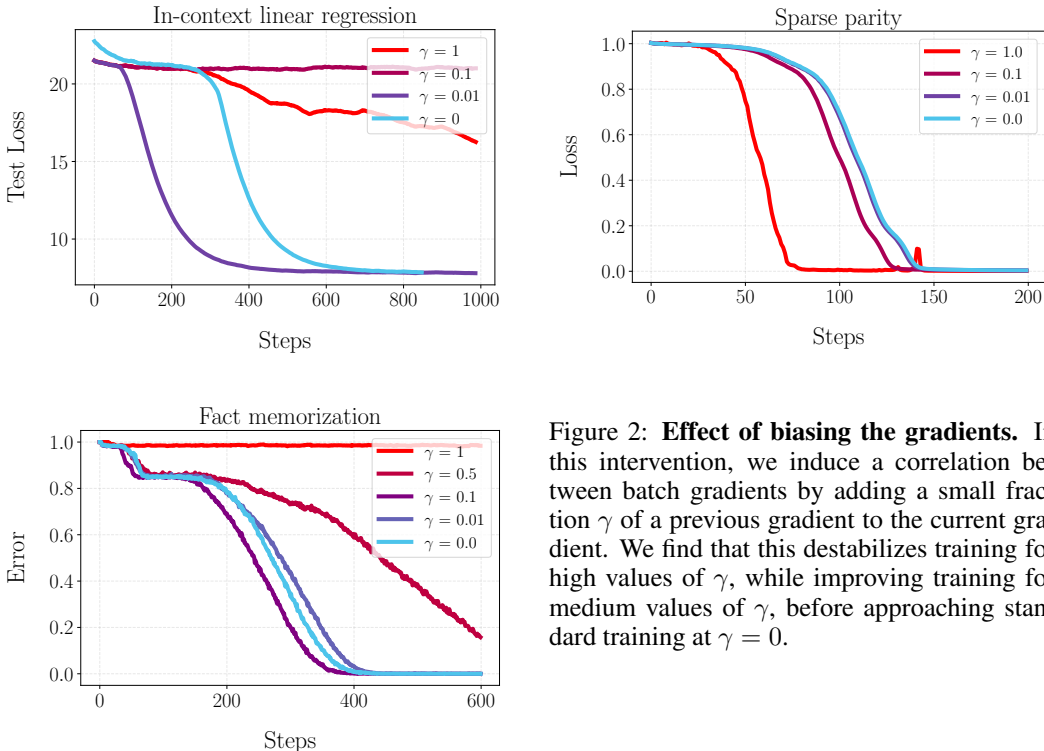 In-context linear regression
γ = 1
γ = 0.1
γ = 0.01
γ = 0
20
15
10
Test Loss
0 200 400 600 800 1000
Steps
Sparse parity
γ = 1.0
γ = 0.1
γ = 0.01
γ = 0.0
1.0
0.8
0.6
0.4
0.2
0.0
Loss
0 50 100 150 200
Steps
Fact memorization
γ = 1
γ = 0.5
γ = 0.1
γ = 0.01
γ = 0.0
1.0
0.8
0.6
0.4
0.2
0.0
Error
0 200 400 600
Steps
Figure 2: Effect of biasing the gradients.
this intervention, we induce a correlation be-
tween batch gradients by adding a small frac-
tion γ of a previous gradient to the current gra-
dient. We find that this destabilizes training
high values of γ, while improving training
medium values of γ, before approaching stan-
dard training at γ = 0.